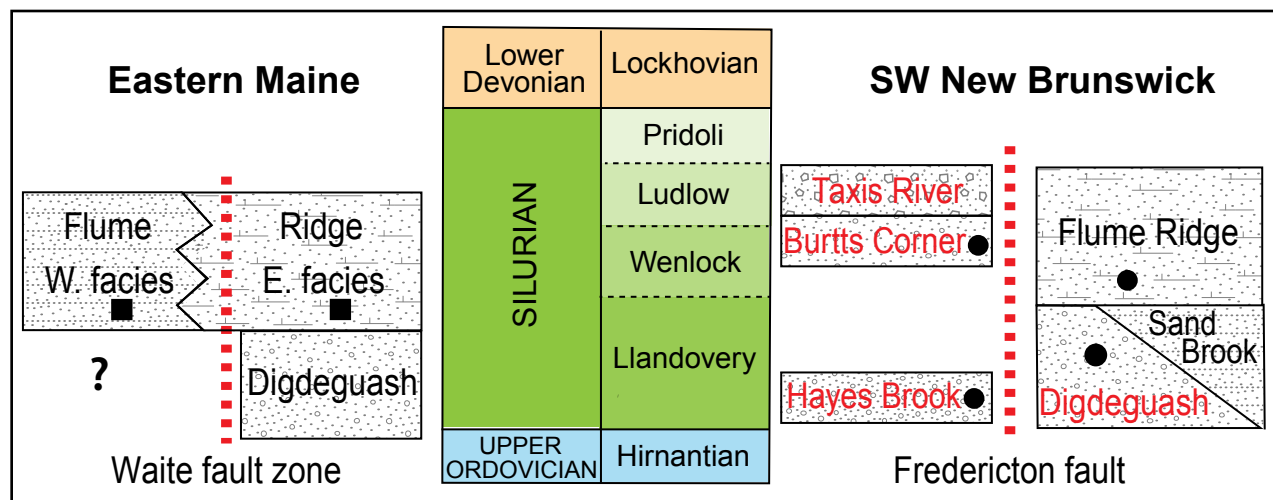 Eastern Maine
Flume Ridge
W. facies E. facies
?
Digdeguash
Waite fault zone
Lower
Devonian
Lockhovian
SILURIAN
Pridoli
Ludlow
Wenlock
Llandovery
UPPER
ORDOVICIAN
Hirnantian
SW New Brunswick
Taxis River
Burtts Corner
Hayes Brook
Flume Ridge
Sand
Brook
Digdeguash
Fredericton fault